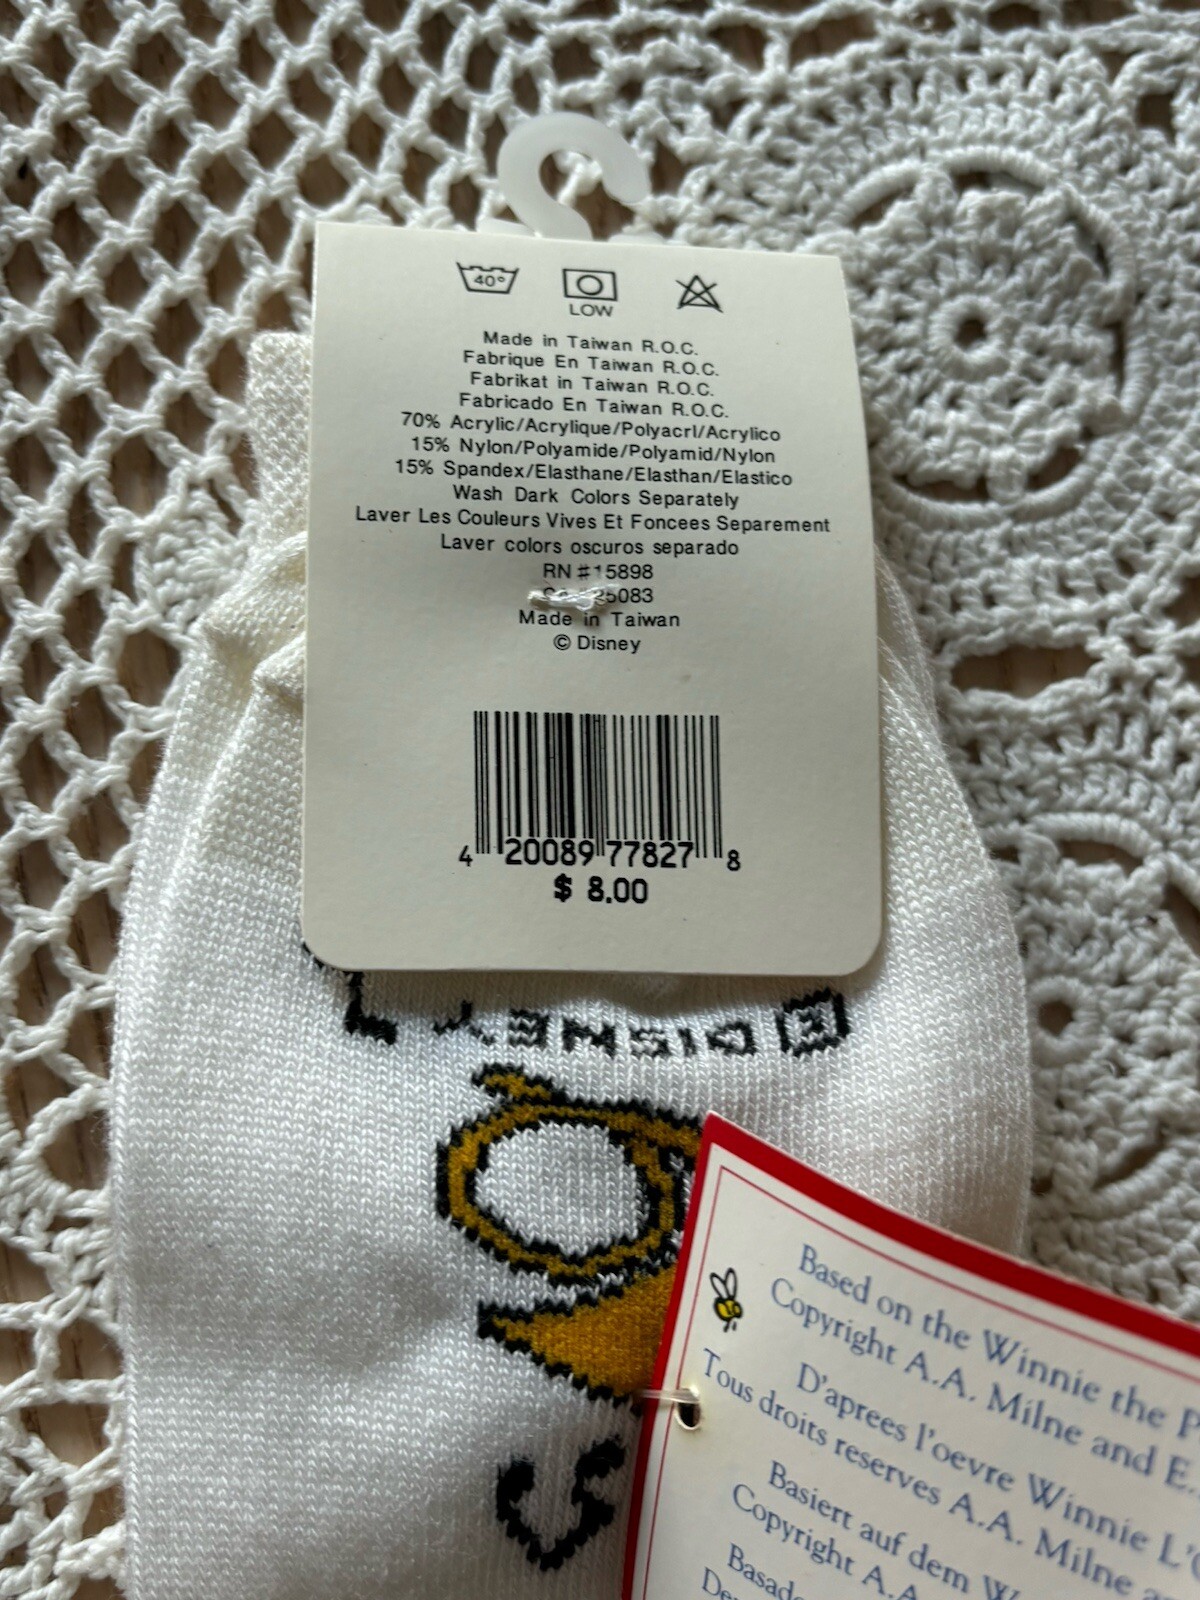 40°
LOW
Made in Taiwan R.O.C.
Fabrique En Taiwan R.O.C.
Fabrikat in Taiwan R.O.C.
Fabricado En Taiwan R.O.C.
70% Acrylic/Acrylique/Polyacrl/Acrylico
15% Nylon/Polyamide/Polyamid/Nylon
15% Spandex/Elasthane/Elasthan/Elastico
Wash Dark Colors Separately
Laver Les Couleurs Vives Et Foncees Separement
Laver colors oscuros separado
RN #15898
5083
Made in Taiwan
© Disney
4 20089 77827 8
$ 8.00
DISNEY
Based on the Winnie the
Copyright A.A. Milne and E.
D'apres l'oevre Winnie
Tous droits reserves A.A. Milne
Basiert auf dem
Copyright A.A.